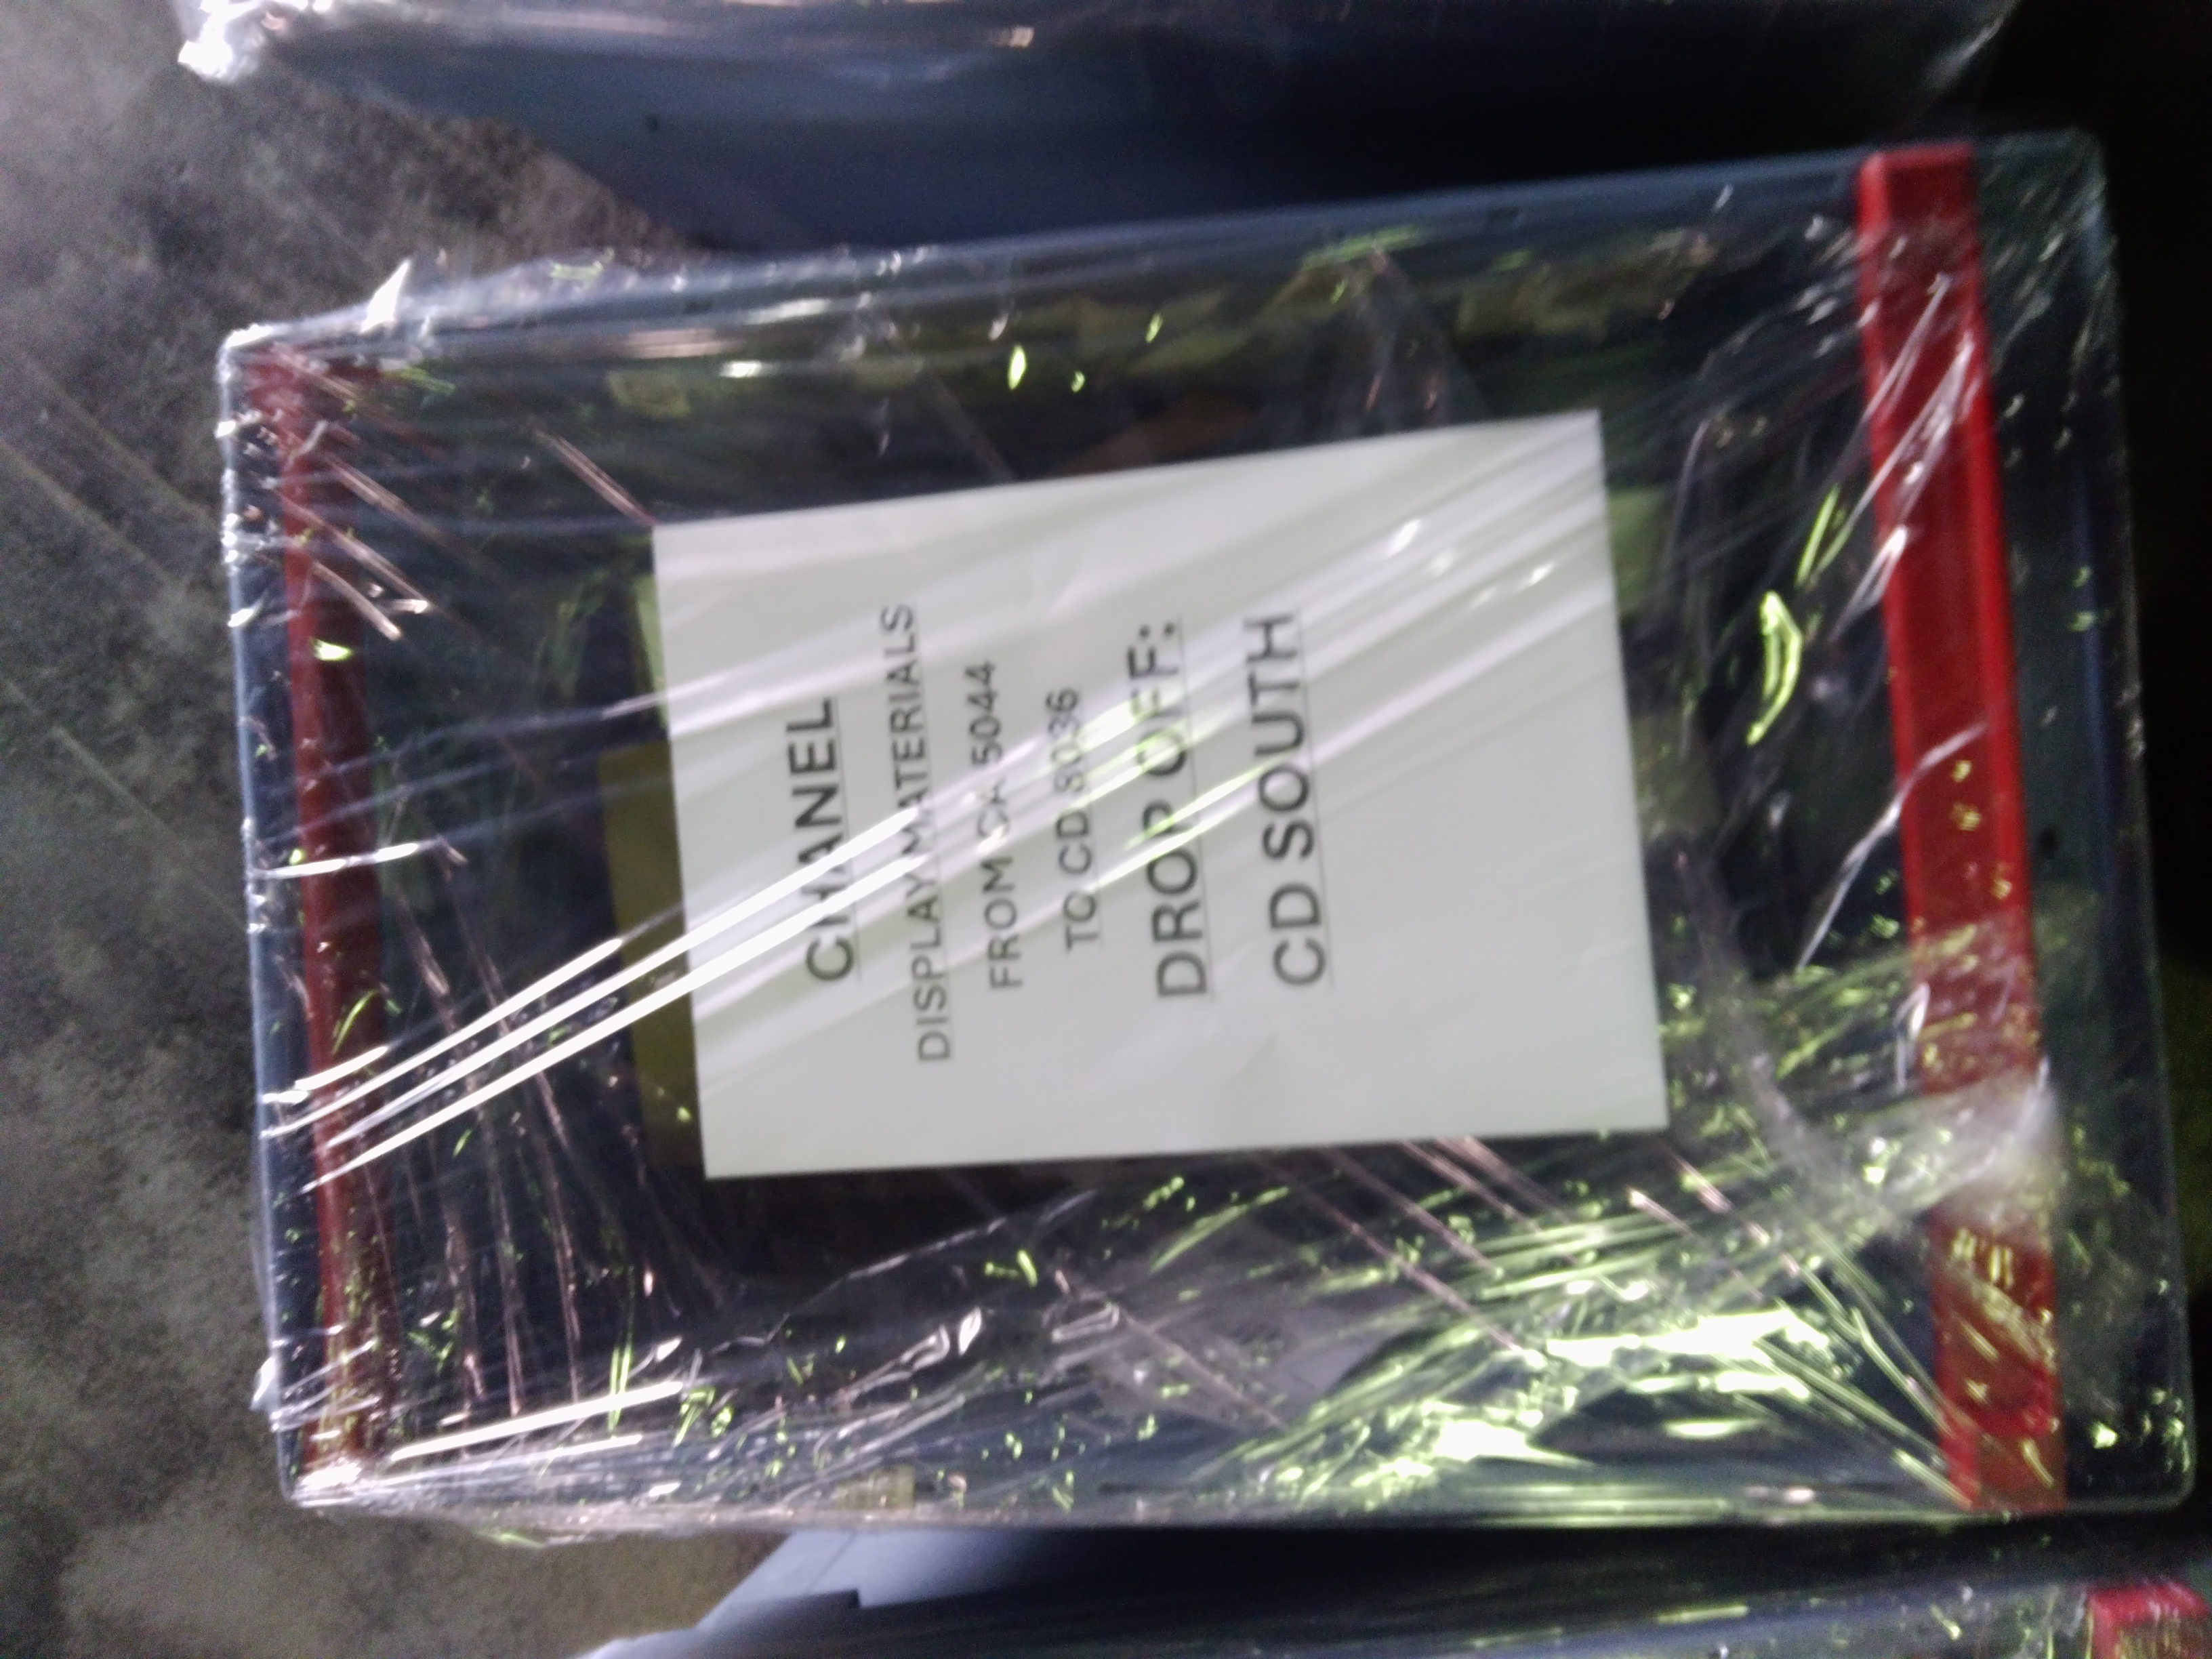 CHANEL
DISPLAY MATERIALS
FROM CA 5044
TO CD 8036
DROP OFF:
CD SOUTH